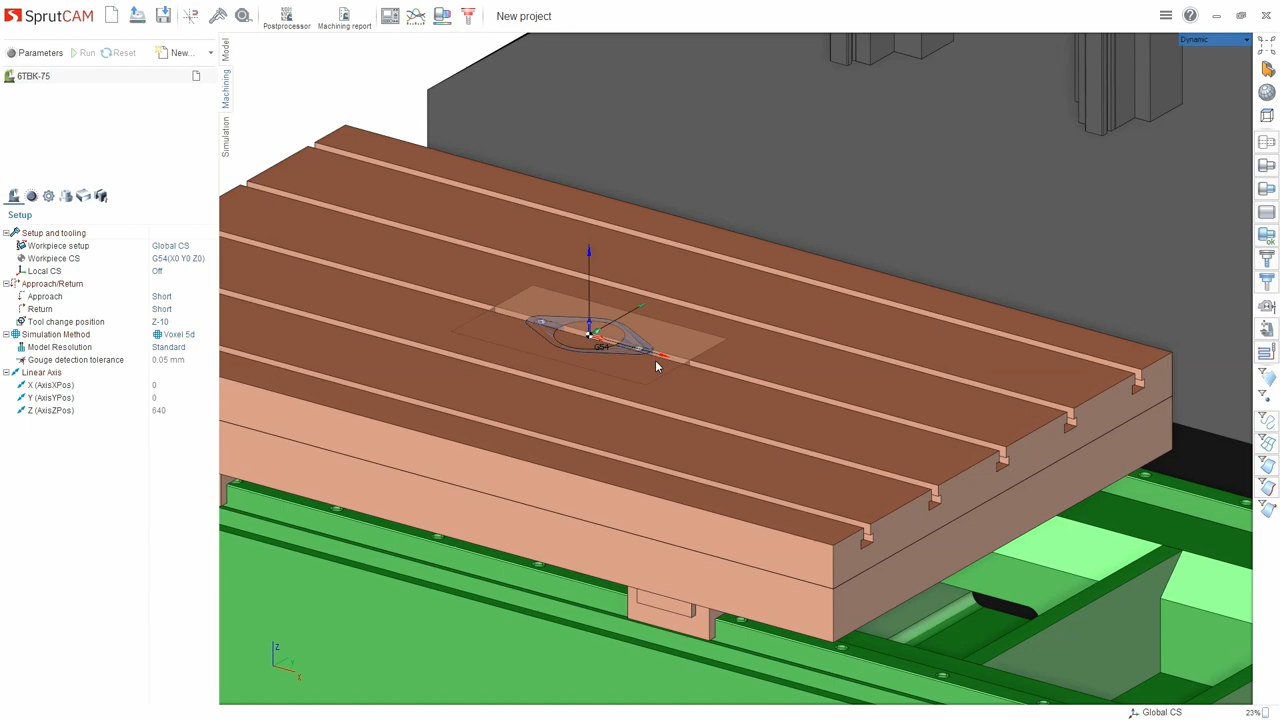 SprutCAM
Postprocessor
Machining report
New project
Parameters
Run
Reset
New...
6TBK-75
Model
Machining
Simulation
Dynamic
Setup
Setup and tooling
Workpiece setup Global CS
Workpiece CS G54(X0 Y0 Z0)
Local CS Off
Approach/Return
Approach Short
Return Short
Tool change position Z-10
Simulation Method Voxel 5d
Model Resolution Standard
Gouge detection tolerance 0.05 mm
Linear Axis
X (AxisXPos) 0
Y (AxisYPos) 0
Z (AxisZPos) 640
G54
Z
Y
X
ok
Global CS
23%